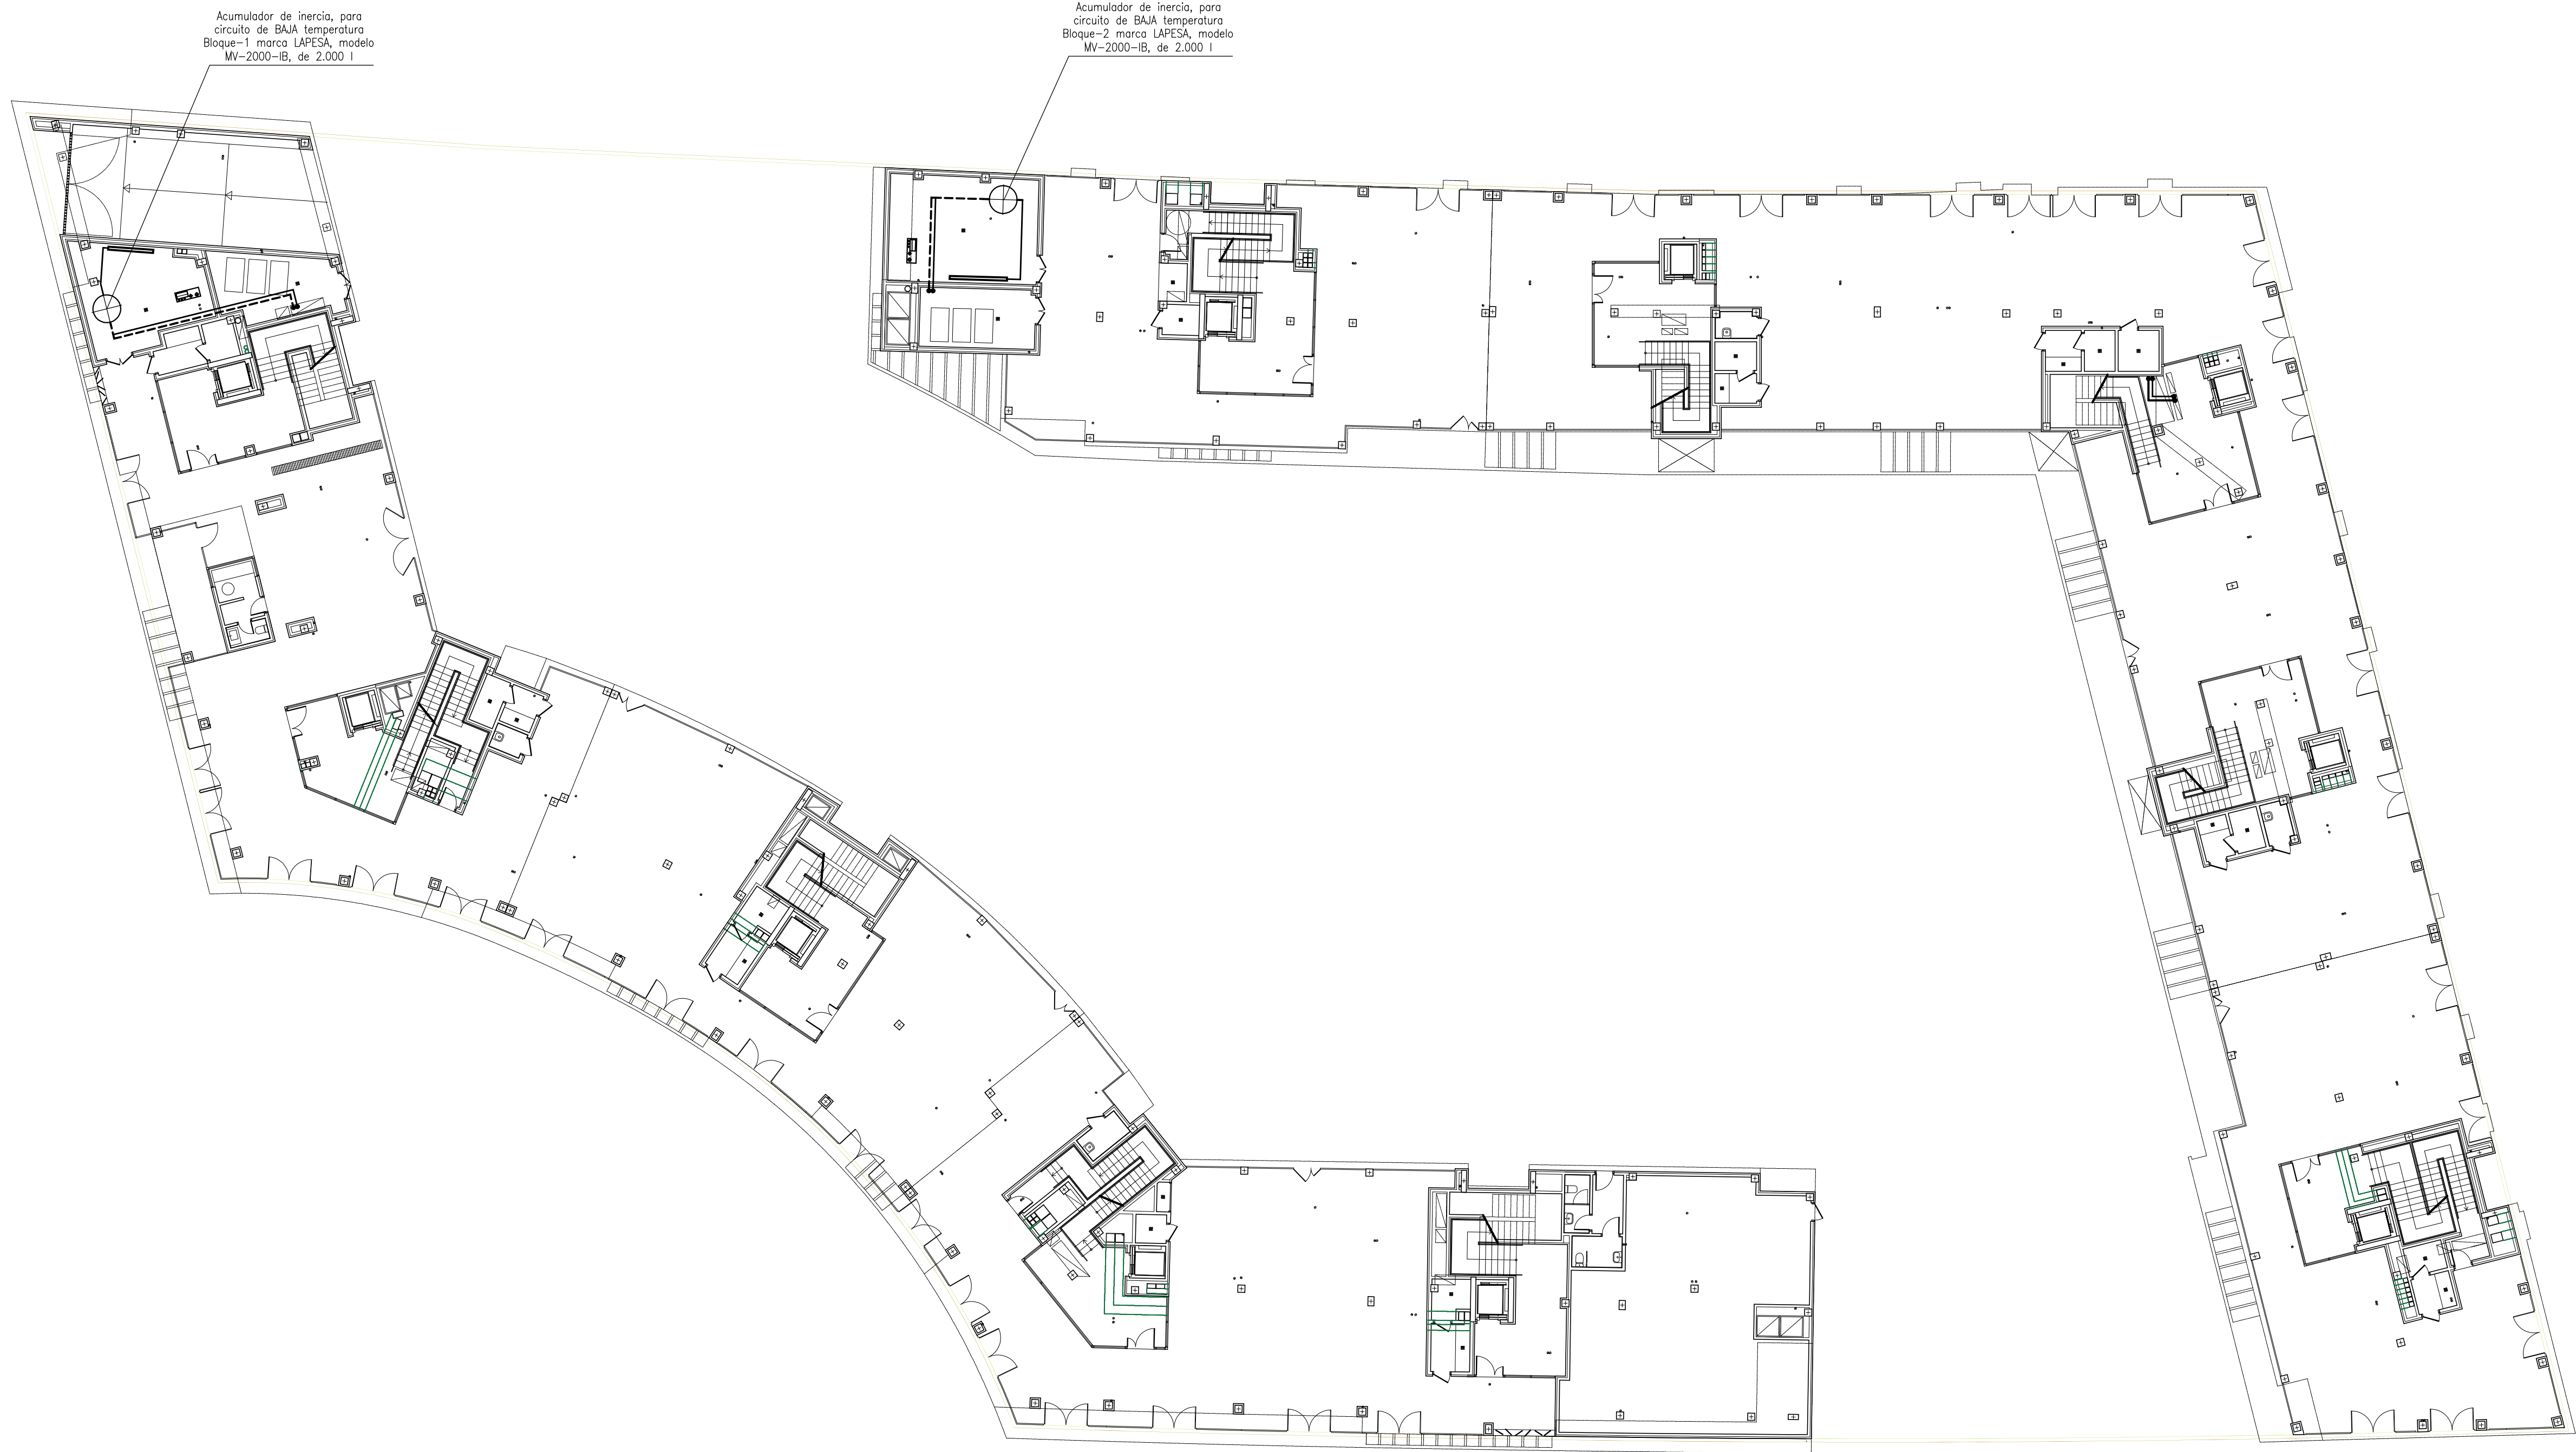 Acumulador de inercia, para
circuito de BAJA temperatura
Bloque-1 marca LAPESA, modelo
MV-2000-IB, de 2.000 l
Acumulador de inercia, para
circuito de BAJA temperatura
Bloque-2 marca LAPESA, modelo
MV-2000-IB, de 2.000 l